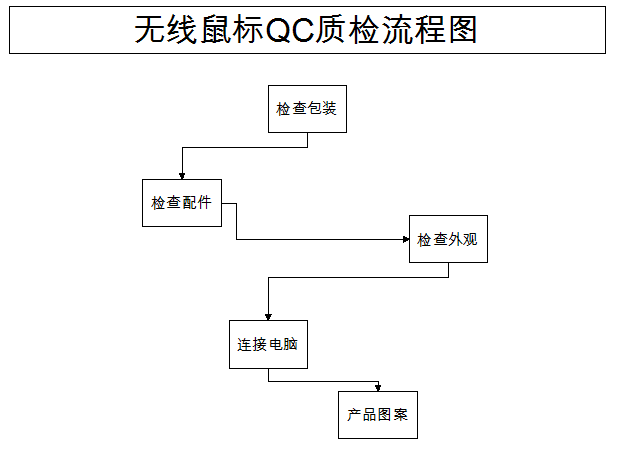 无线鼠标QC质检流程图
检查包装
检查配件
检查外观
连接电脑
产品图案